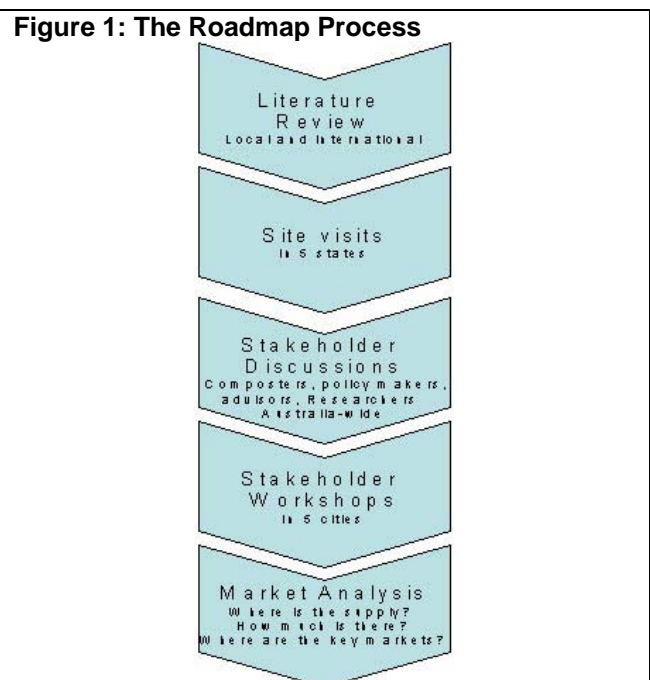 Figure 1: The Roadmap Process
Literature
Review
Local and International
Site visits
In 5 states
Stakeholder
Discussions
Composters, policy makers,
advisors, Researchers
Australia-wide
Stakeholder
Workshops
In 5 cities
Market Analysis
Where is the supply?
How much is there?
Where are the key markets?